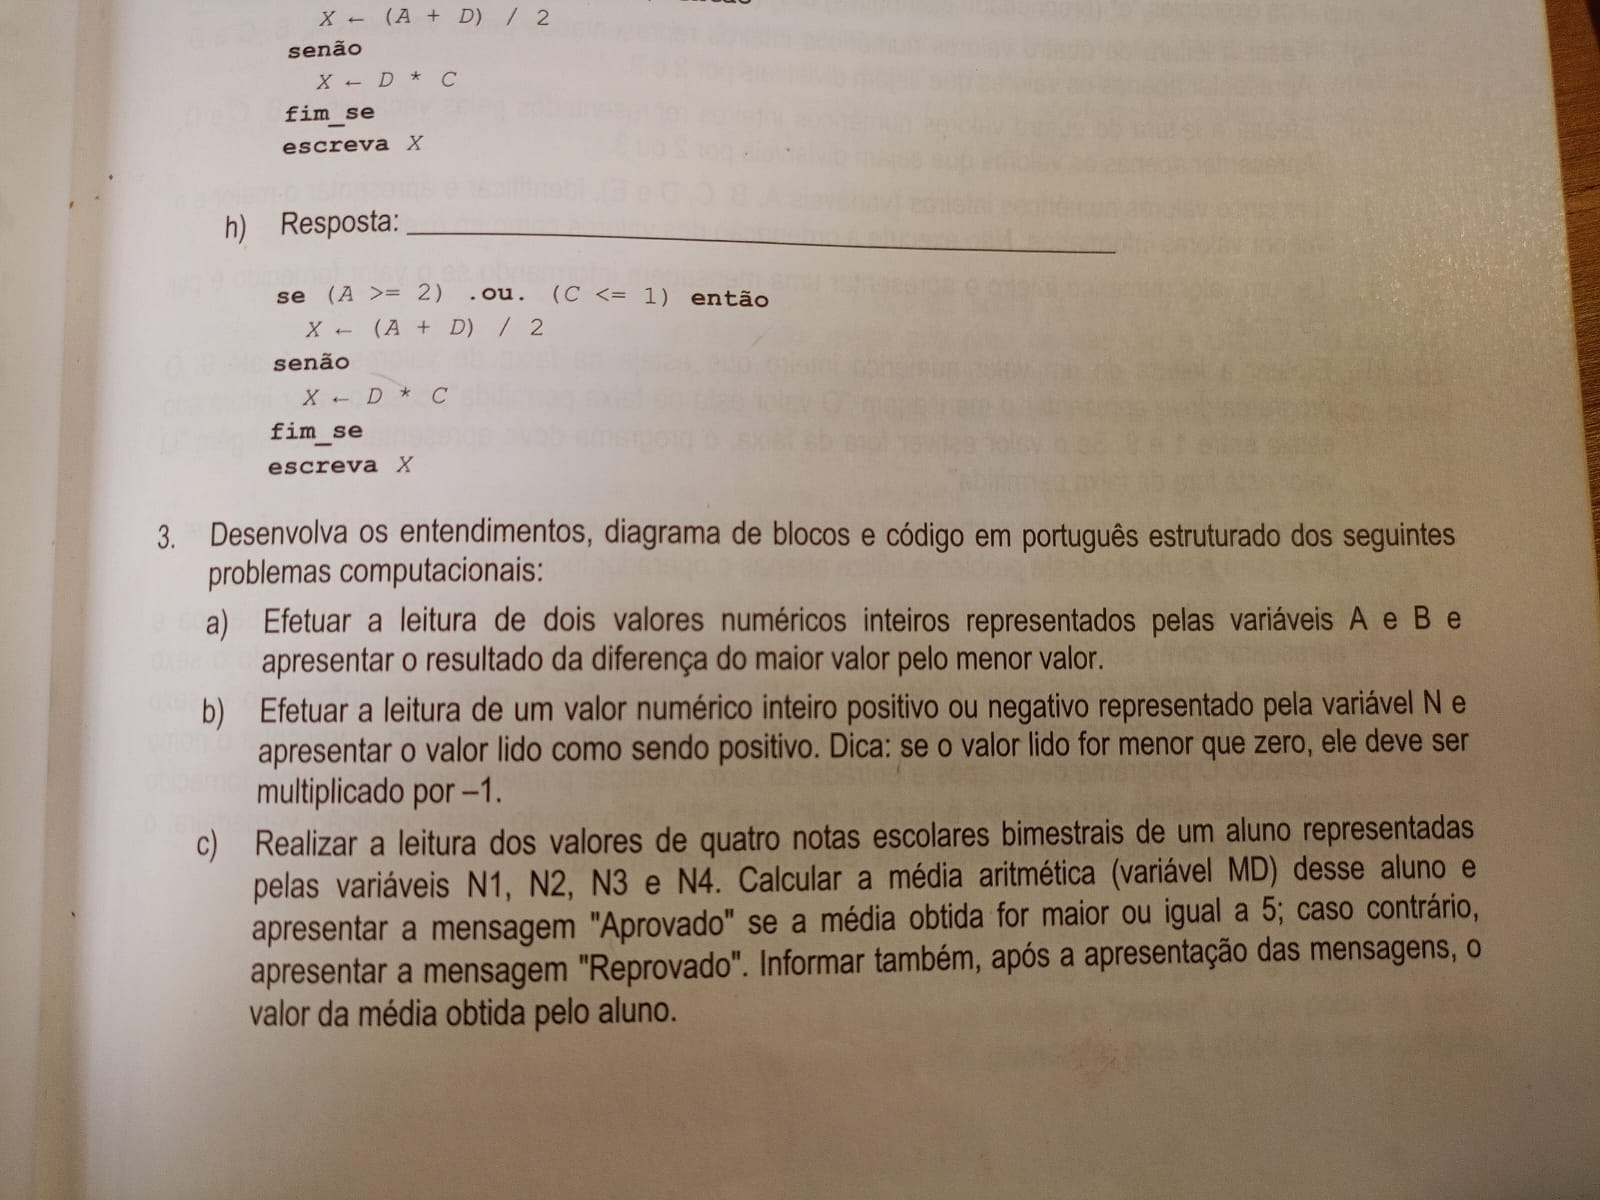 X ← (A + D) / 2
senão
X ← D * C
fim_se
escreva X
h) Resposta: ____________________
se (A >= 2) .ou. (C <= 1) então
X ← (A + D) / 2
senão
X ← D * C
fim_se
escreva X
3. Desenvolva os entendimentos, diagrama de blocos e código em português estruturado dos seguintes
problemas computacionais:
a) Efetuar a leitura de dois valores numéricos inteiros representados pelas variáveis A e B e
apresentar o resultado da diferença do maior valor pelo menor valor.
b) Efetuar a leitura de um valor numérico inteiro positivo ou negativo representado pela variável N e
apresentar o valor lido como sendo positivo. Dica: se o valor lido for menor que zero, ele deve ser
multiplicado por –1.
c) Realizar a leitura dos valores de quatro notas escolares bimestrais de um aluno representadas
pelas variáveis N1, N2, N3 e N4. Calcular a média aritmética (variável MD) desse aluno e
apresentar a mensagem "Aprovado" se a média obtida for maior ou igual a 5; caso contrário,
apresentar a mensagem "Reprovado". Informar também, após a apresentação das mensagens, o
valor da média obtida pelo aluno.